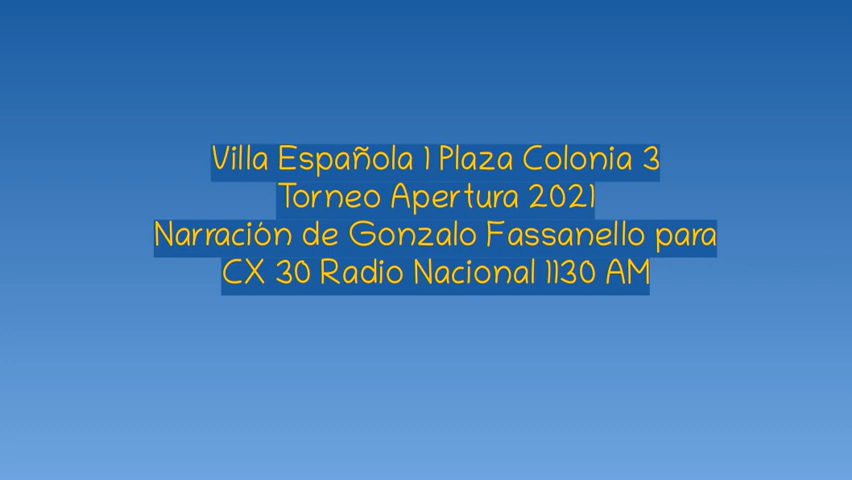 Villa Española 1 Plaza Colonia 3
Torneo Apertura 2021
Narración de Gonzalo Fassanello para
CX 30 Radio Nacional 1130 AM